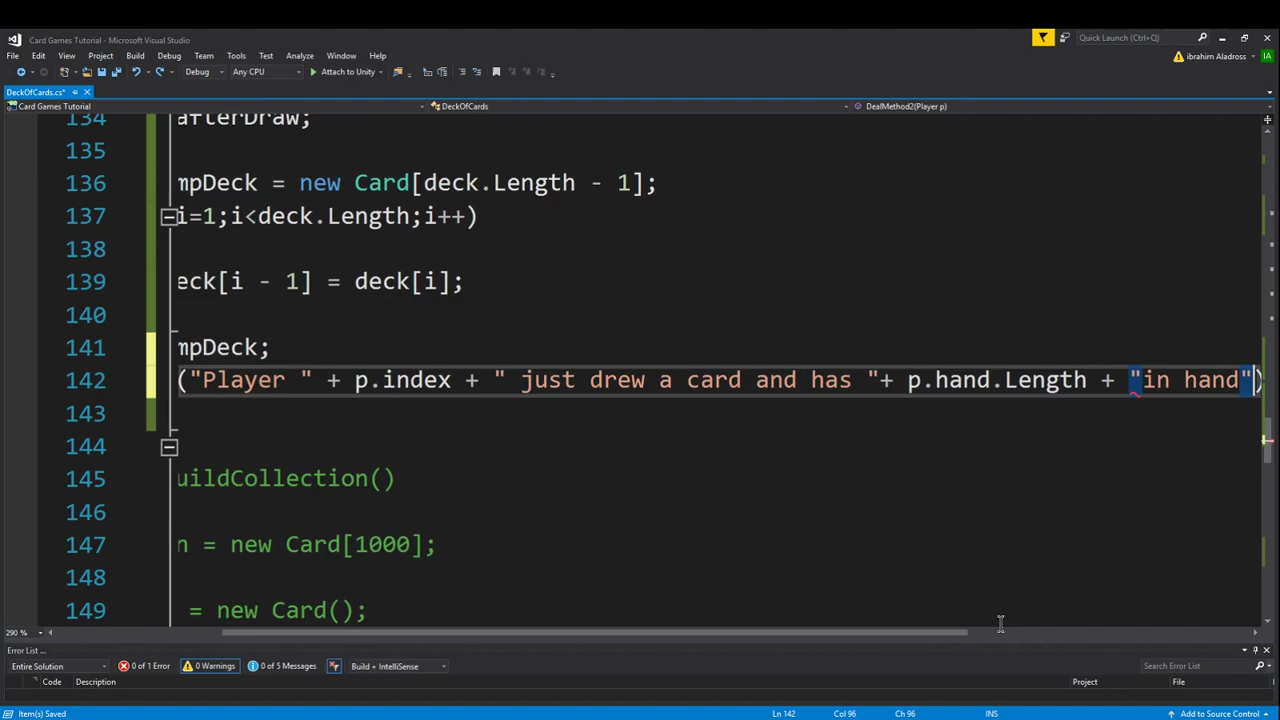 Card Games Tutorial - Microsoft Visual Studio
Quick Launch (Ctrl+Q)
File Edit View Project Build Debug Team Tools Test Analyze Window Help
ibrahim Aladross IA
Debug Any CPU Attach to Unity
DeckOfCards.cs*
Card Games Tutorial DeckOfCards DealMethod2(Player p)
134 afterDraw;
135
136 mpDeck = new Card[deck.Length - 1];
137 i=1;i<deck.Length;i++)
138
139 eck[i - 1] = deck[i];
140
141 mpDeck;
142 ("Player " + p.index + " just drew a card and has "+ p.hand.Length + "in hand")
143
144
145 uildCollection()
146
147 n = new Card[1000];
148
149 = new Card();
290 %
Error List ...
Entire Solution 0 of 1 Error 0 Warnings 0 of 5 Messages Build + IntelliSense Search Error List
Code Description Project File
Item(s) Saved Ln 142 Col 96 Ch 96 INS Add to Source Control